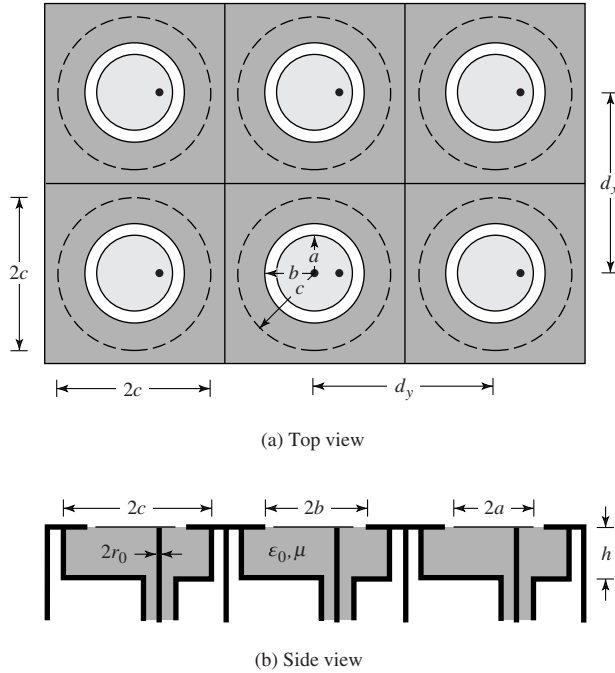 d_y
2c
a
b
c
2c
d_y
(a) Top view
2c
2b
2a
2r_0
ε_0, μ
h
(b) Side view